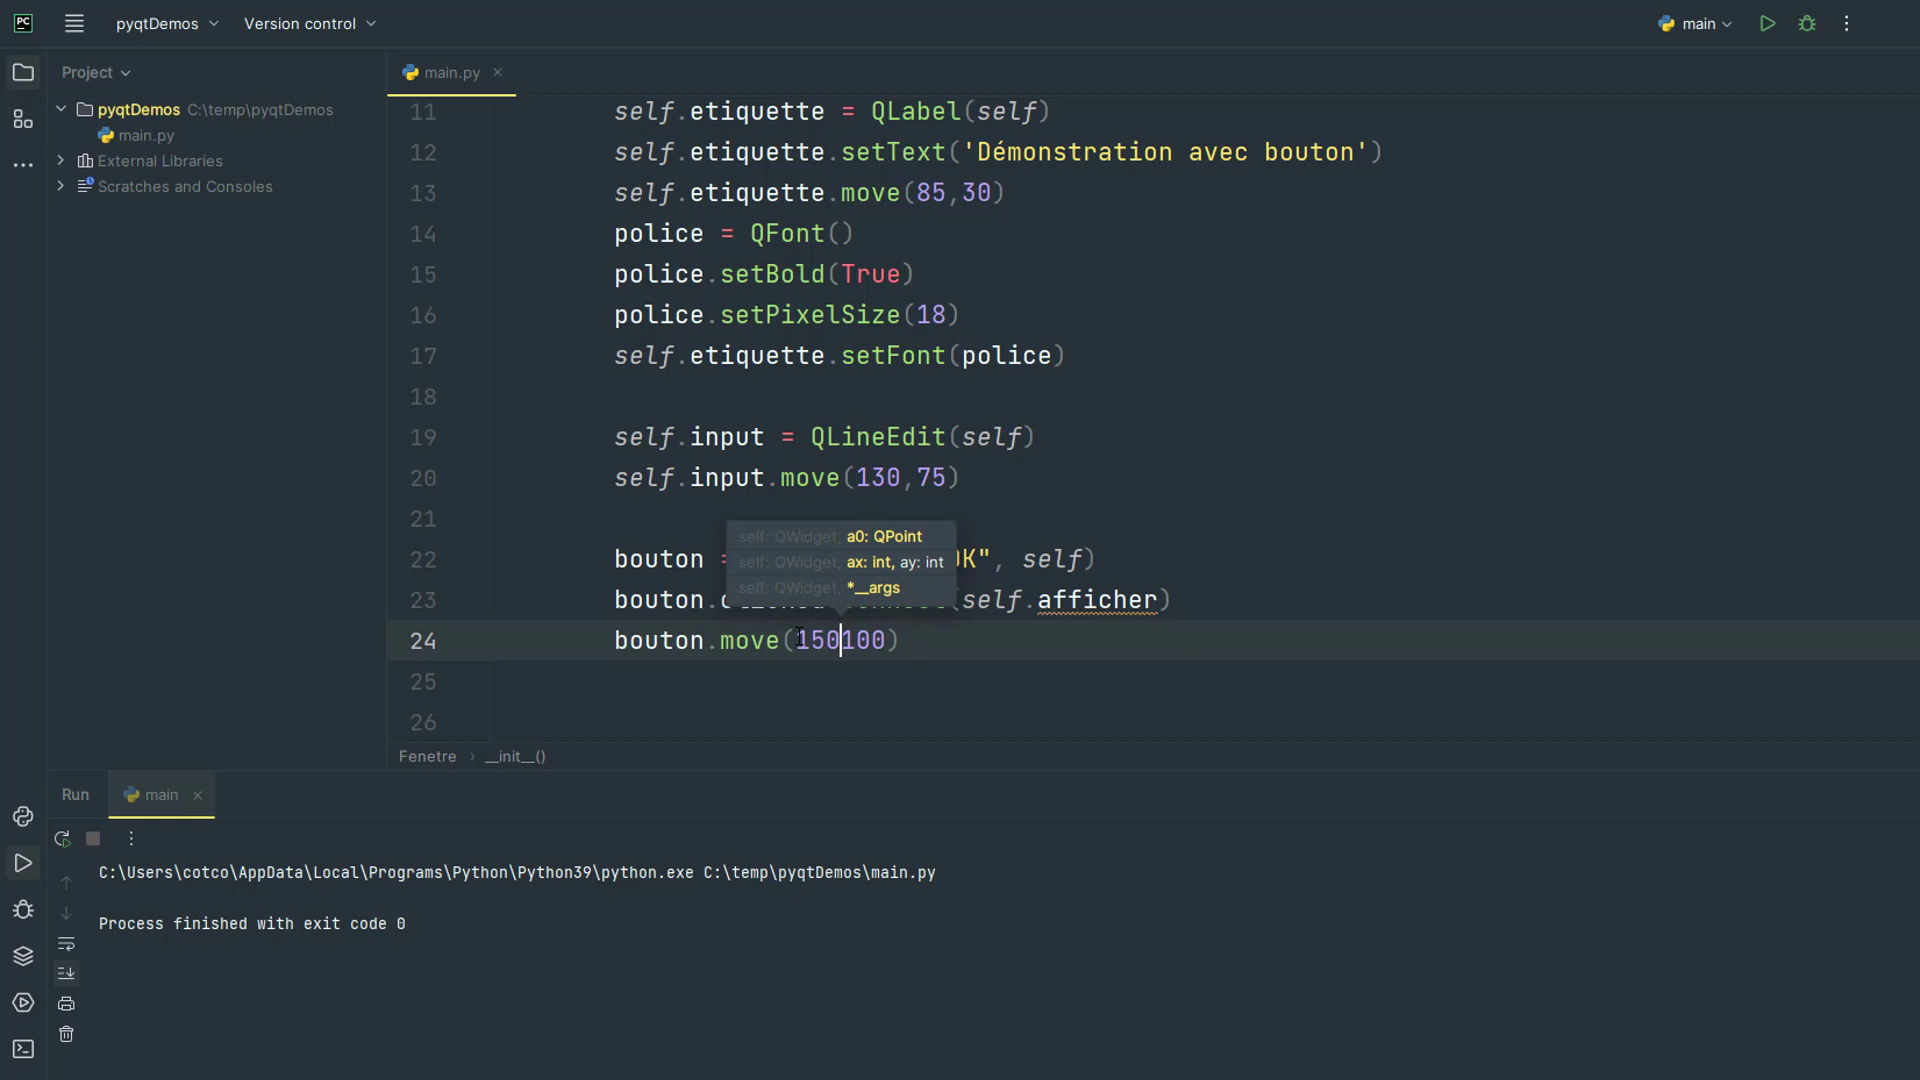 PC
pyqtDemos
Version control
main
Project
main.py
pyqtDemos C:\temp\pyqtDemos
main.py
External Libraries
Scratches and Consoles
11 self.etiquette = QLabel(self)
12 self.etiquette.setText('Démonstration avec bouton')
13 self.etiquette.move(85,30)
14 police = QFont()
15 police.setBold(True)
16 police.setPixelSize(18)
17 self.etiquette.setFont(police)
18
19 self.input = QLineEdit(self)
20 self.input.move(130,75)
21
self: QWidget, a0: QPoint
22 bouton = K", self)
self: QWidget, ax: int, ay: int
self: QWidget, *__args
23 bouton. (self.afficher)
24 bouton.move(150100)
25
26
Fenetre > __init__()
Run
main
C:\Users\cotco\AppData\Local\Programs\Python\Python39\python.exe C:\temp\pyqtDemos\main.py
Process finished with exit code 0